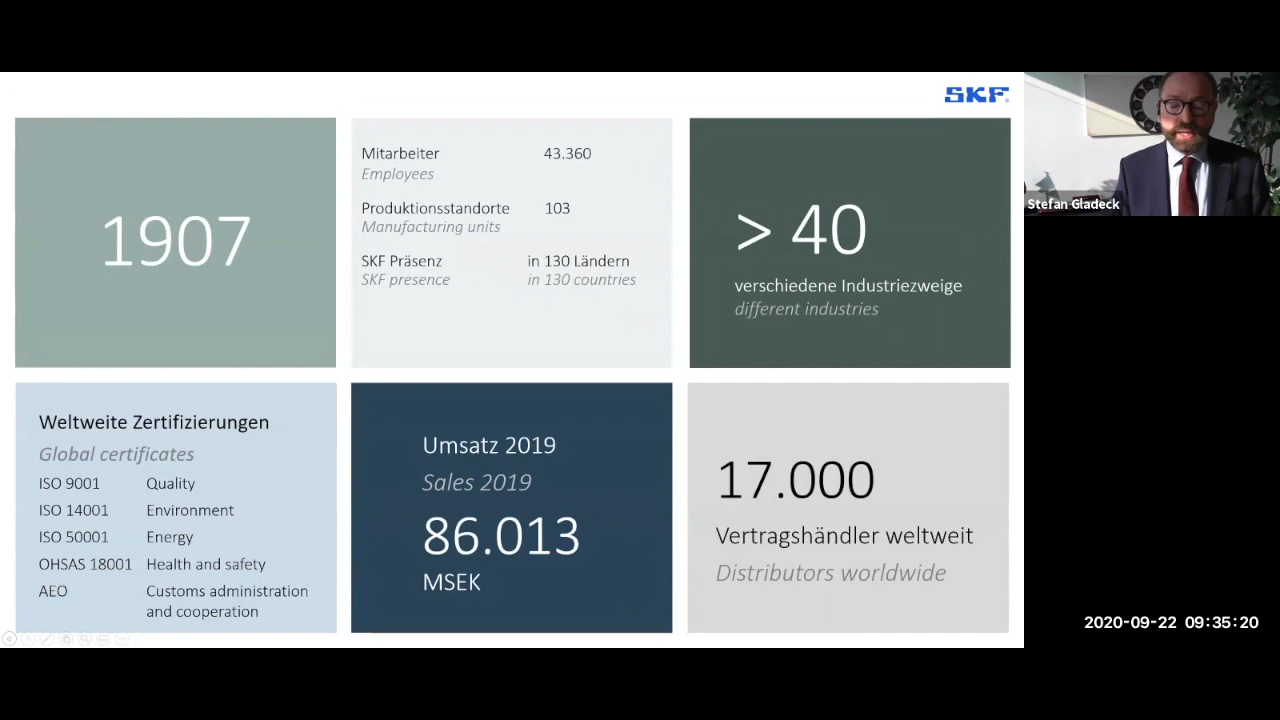 SKF
1907
Mitarbeiter 43.360
Employees
Produktionsstandorte 103
Manufacturing units
SKF Präsenz in 130 Ländern
SKF presence in 130 countries
> 40
verschiedene Industriezweige
different industries
Weltweite Zertifizierungen
Global certificates
ISO 9001 Quality
ISO 14001 Environment
ISO 50001 Energy
OHSAS 18001 Health and safety
AEO Customs administration
and cooperation
Umsatz 2019
Sales 2019
86.013
MSEK
17.000
Vertragshändler weltweit
Distributors worldwide
Stefan Gladeck
2020-09-22 09:35:20